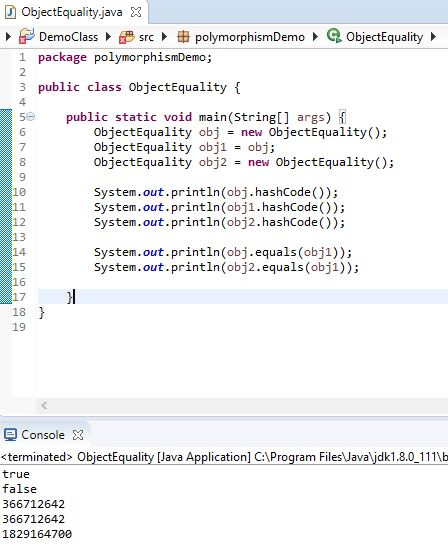 ObjectEquality.java
DemoClass src polymorphismDemo ObjectEquality
1 package polymorphismDemo;
2
3 public class ObjectEquality {
4
5 public static void main(String[] args) {
6 ObjectEquality obj = new ObjectEquality();
7 ObjectEquality obj1 = obj;
8 ObjectEquality obj2 = new ObjectEquality();
9
10 System.out.println(obj.hashCode());
11 System.out.println(obj1.hashCode());
12 System.out.println(obj2.hashCode());
13
14 System.out.println(obj.equals(obj1));
15 System.out.println(obj2.equals(obj1));
16
17 }
18 }
19
Console
<terminated> ObjectEquality [Java Application] C:\Program Files\Java\jdk1.8.0_111\b
true
false
366712642
366712642
1829164700